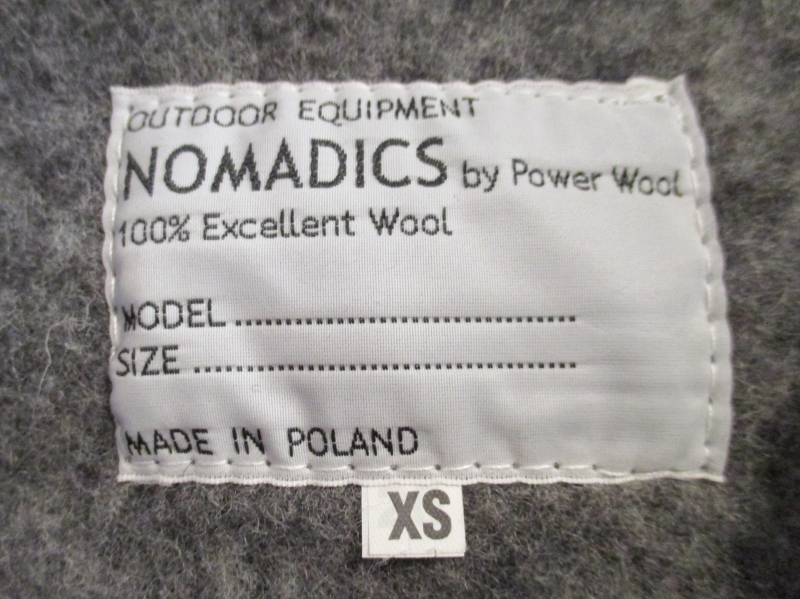 OUTDOOR EQUIPMENT
NOMADICS by Power Wool
100% Excellent Wool
MODEL ..................................
SIZE ......................................
MADE IN POLAND
XS